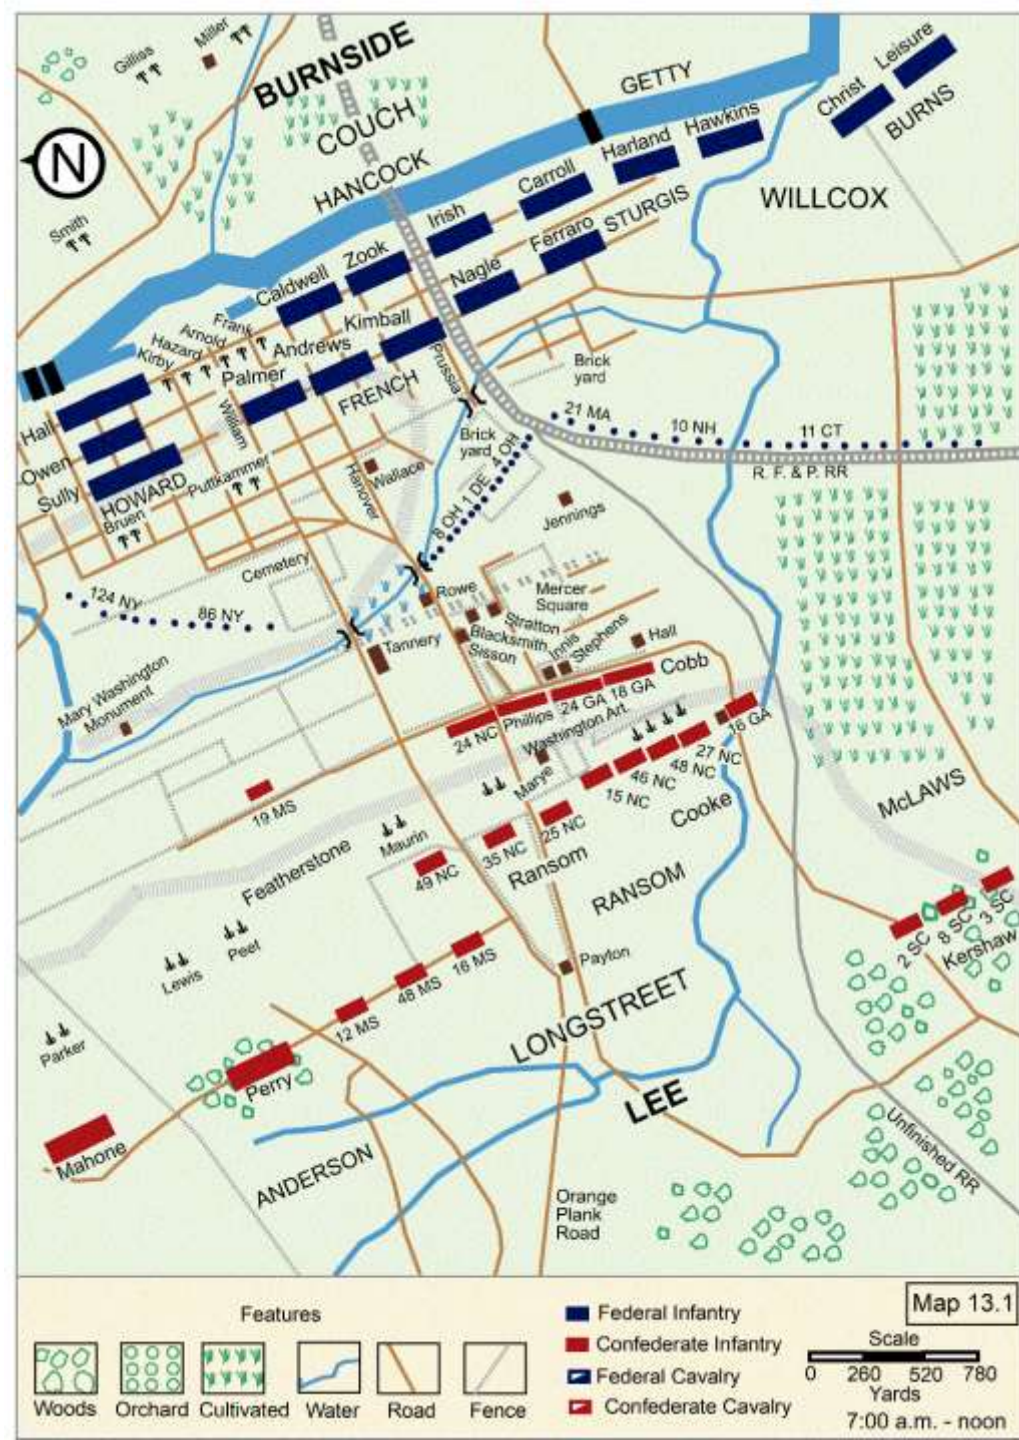 Miller
Gilliss
BURNSIDE
Leisure
GETTY
COUCH
Christ
BURNS
N
Hawkins
Harland
HANCOCK
Carroll
WILLCOX
Smith
Irish
STURGIS
Ferraro
Zook
Caldwell
Nagle
Frank
Arnold
Hazard
Kirby
Kimball
Andrews
Palmer
Prussia
Brick
yard
FRENCH
William
Hall
21 MA
10 NH
11 CT
Owen
Brick
yard
Sully
HOWARD
Puttkammer
Wallace
Hanover
4 OH
1 DE
8 OH
R. F. & P. RR
Bruen
Jennings
Cemetery
124 NY
86 NY
Rowe
Mercer
Square
Stratton
Tannery
Blacksmith
Sisson
Innis
Stephens
Hall
Mary Washington
Monument
Cobb
18 GA
24 GA
Phillips
24 NC
Washington Art.
16 GA
27 NC
48 NC
46 NC
15 NC
Marye
Cooke
McLAWS
19 MS
25 NC
Maurin
35 NC
Featherstone
49 NC
Ransom
RANSOM
3 SC
8 SC
2 SC
Kershaw
Peet
Lewis
16 MS
Payton
48 MS
LONGSTREET
12 MS
Parker
Perry
LEE
Mahone
ANDERSON
Unfinished RR
Orange
Plank
Road
Features
Woods
Orchard
Cultivated
Water
Road
Fence
Federal Infantry
Confederate Infantry
Federal Cavalry
Confederate Cavalry
Map 13.1
Scale
0 260 520 780
Yards
7:00 a.m. - noon